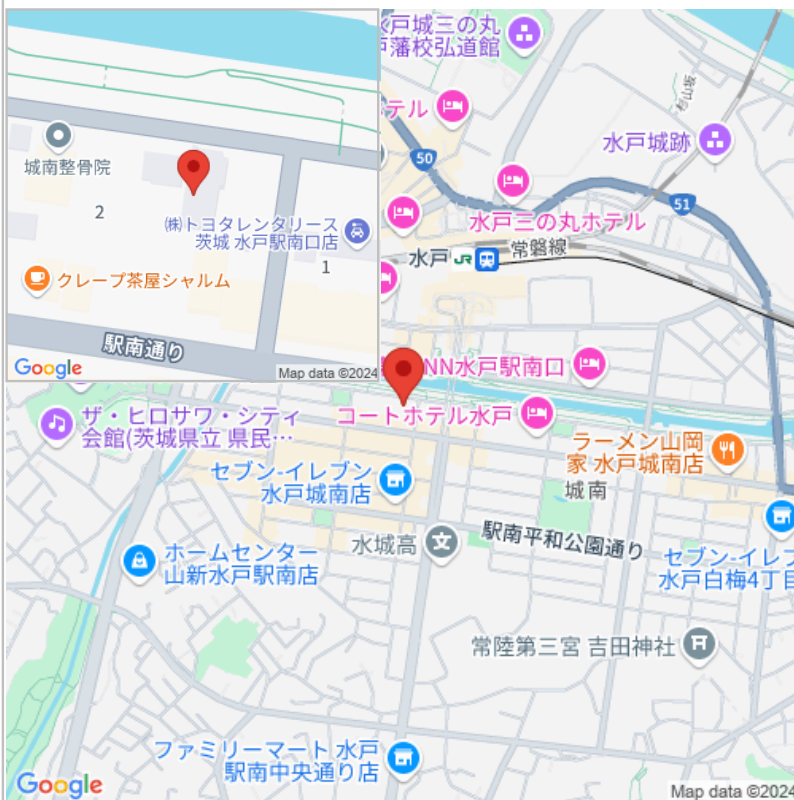 城南整骨院
2
㈱トヨタレンタリース
茨城 水戸駅南口店
1
クレープ茶屋シャルム
駅南通り
Google
Map data ©2024
水戸城三の丸
戸藩校弘道館
テル
杉山坂
水戸城跡
50
51
水戸三の丸ホテル
水戸
JR
常磐線
NN水戸駅南口
コートホテル水戸
ザ・ヒロサワ・シティ
会館(茨城県立 県民…
ラーメン山岡
家 水戸城南店
セブン-イレブン
水戸城南店
城南
水城高
駅南平和公園通り
ホームセンター
山新水戸駅南店
セブン-イレブ
水戸白梅4丁目
常陸第三宮 吉田神社
ファミリーマート 水戸
駅南中央通り店
Google
Map data ©2024